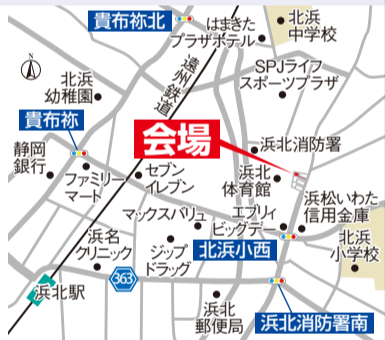 貴布祢北
はまきた
プラザホテル
北浜
中学校
SPJライフ
スポーツプラザ
遠州鉄道
北浜
幼稚園
貴布祢
会場
浜北消防署
静岡
銀行
ファミリー
マート
セブン
イレブン
浜北
体育館
浜松いわた
信用金庫
マックスバリュ
エブリィ
ビッグデー
浜名
クリニック
ジップ
ドラッグ
北浜小西
北浜
小学校
363
浜北駅
浜北
郵便局
浜北消防署南